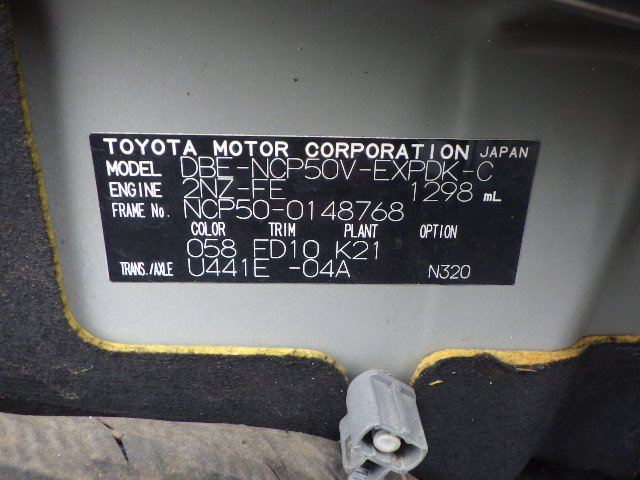 TOYOTA MOTOR CORPORATION JAPAN
MODEL DBE-NCP50V-EXPDK-C
ENGINE 2NZ-FE 1298 mL
FRAME No. NCP50-0148768
COLOR TRIM PLANT OPTION
058 FD10 K21
TRANS./AXLE U441E -04A N320